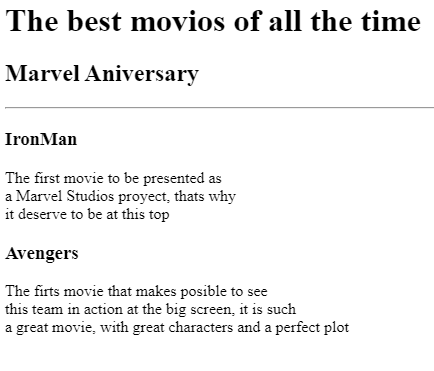 The best movios of all the time
Marvel Aniversary
IronMan
The first movie to be presented as
a Marvel Studios proyect, thats why
it deserve to be at this top
Avengers
The firts movie that makes posible to see
this team in action at the big screen, it is such
a great movie, with great characters and a perfect plot